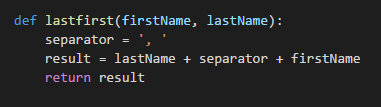 def lastfirst(firstName, lastName):
    separator = ', '
    result = lastName + separator + firstName
    return result